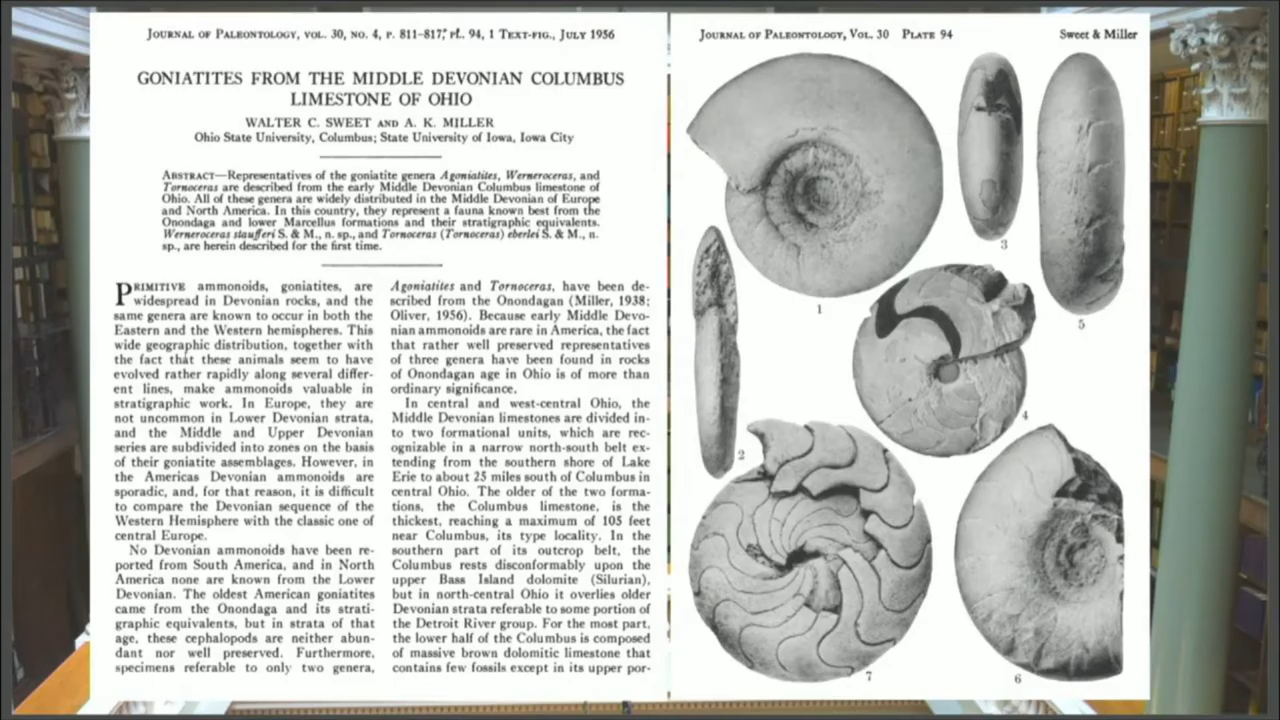 JOURNAL OF PALEONTOLOGY, VOL. 30, NO. 4, P. 811–817, PL. 94, 1 TEXT-FIG., JULY 1956
GONIATITES FROM THE MIDDLE DEVONIAN COLUMBUS
LIMESTONE OF OHIO
WALTER C. SWEET AND A. K. MILLER
Ohio State University, Columbus; State University of Iowa, Iowa City
ABSTRACT—Representatives of the goniatite genera Agoniatites, Werneroceras, and
Tornoceras are described from the early Middle Devonian Columbus limestone of
Ohio. All of these genera are widely distributed in the Middle Devonian of Europe
and North America. In this country, they represent a fauna known best from the
Onondaga and lower Marcellus formations and their stratigraphic equivalents.
Werneroceras staufferi S. & M., n. sp., and Tornoceras (Tornoceras) eberlei S. & M., n.
sp., are herein described for the first time.
PRIMITIVE ammonoids, goniatites, are
widespread in Devonian rocks, and the
same genera are known to occur in both the
Eastern and the Western hemispheres. This
wide geographic distribution, together with
the fact that these animals seem to have
evolved rather rapidly along several differ-
ent lines, make ammonoids valuable in
stratigraphic work. In Europe, they are
not uncommon in Lower Devonian strata,
and the Middle and Upper Devonian
series are subdivided into zones on the basis
of their goniatite assemblages. However, in
the Americas Devonian ammonoids are
sporadic, and, for that reason, it is difficult
to compare the Devonian sequence of the
Western Hemisphere with the classic one of
central Europe.
No Devonian ammonoids have been re-
ported from South America, and in North
America none are known from the Lower
Devonian. The oldest American goniatites
came from the Onondaga and its strati-
graphic equivalents, but in strata of that
age, these cephalopods are neither abun-
dant nor well preserved. Furthermore,
specimens referable to only two genera,
Agoniatites and Tornoceras, have been de-
scribed from the Onondagan (Miller, 1938;
Oliver, 1956). Because early Middle Devo-
nian ammonoids are rare in America, the fact
that rather well preserved representatives
of three genera have been found in rocks
of Onondagan age in Ohio is of more than
ordinary significance.
In central and west-central Ohio, the
Middle Devonian limestones are divided in-
to two formational units, which are rec-
ognizable in a narrow north-south belt ex-
tending from the southern shore of Lake
Erie to about 25 miles south of Columbus in
central Ohio. The older of the two forma-
tions, the Columbus limestone, is the
thickest, reaching a maximum of 105 feet
near Columbus, its type locality. In the
southern part of its outcrop belt, the
Columbus rests disconformably upon the
upper Bass Island dolomite (Silurian),
but in north-central Ohio it overlies older
Devonian strata referable to some portion of
the Detroit River group. For the most part,
the lower half of the Columbus is composed
of massive brown dolomitic limestone that
contains few fossils except in its upper por-
JOURNAL OF PALEONTOLOGY, VOL. 30 PLATE 94 Sweet & Miller
3
1
5
4
2
7
6